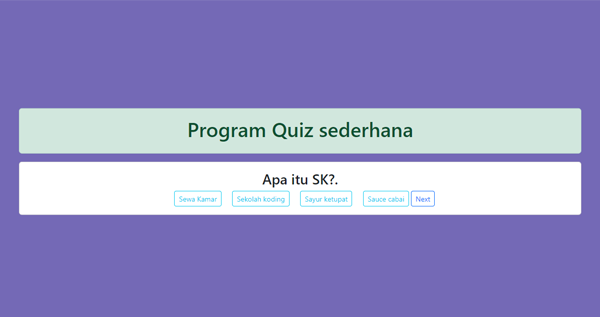 Program Quiz sederhana
Apa itu SK?.
Sewa Kamar Sekolah koding Sayur ketupat Sauce cabai Next